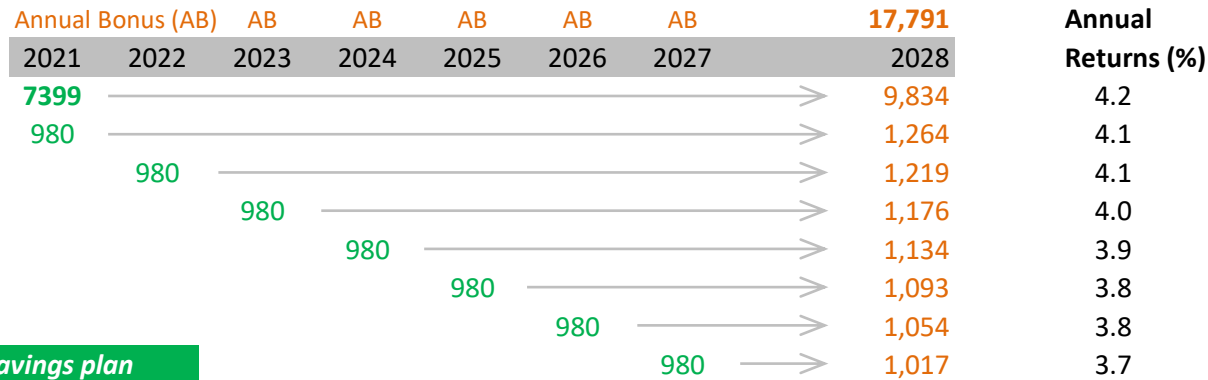 Annual Bonus (AB) AB AB AB AB AB 17,791 Annual
2021 2022 2023 2024 2025 2026 2027 2028 Returns (%)
7399 9,834 4.2
980 1,264 4.1
980 1,219 4.1
980 1,176 4.0
980 1,134 3.9
980 1,093 3.8
980 1,054 3.8
avings plan 980 1,017 3.7